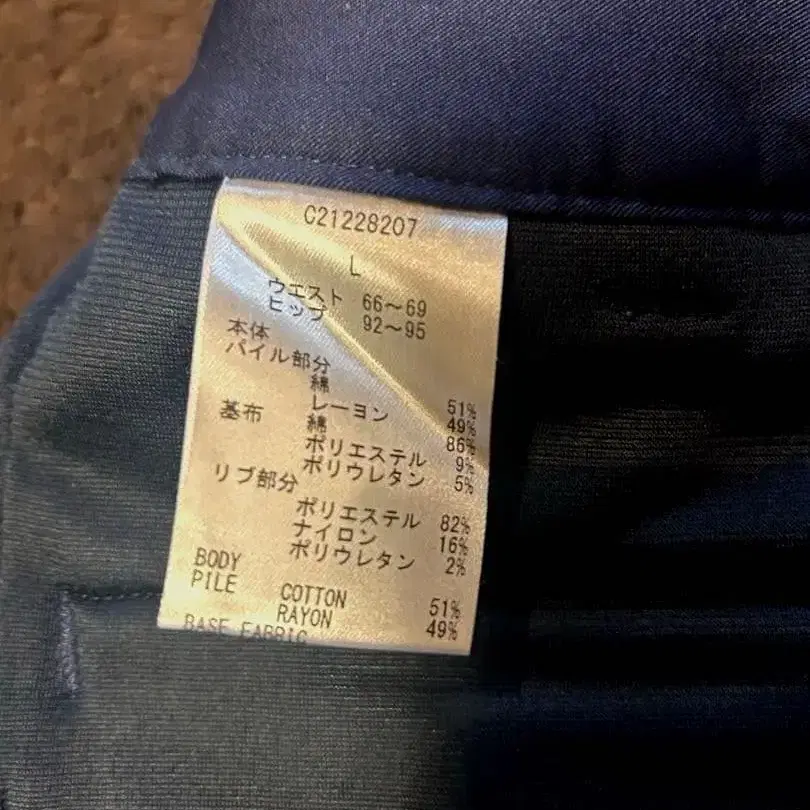 C21228207
L
ウエスト 66～69
ヒップ 92～95
本体
パイル部分
綿 51%
レーヨン 49%
基布 綿 86%
ポリエステル 9%
ポリウレタン 5%
リブ部分
ポリエステル 82%
ナイロン 16%
ポリウレタン 2%
BODY
PILE COTTON 51%
RAYON 49%
BASE FABRIC